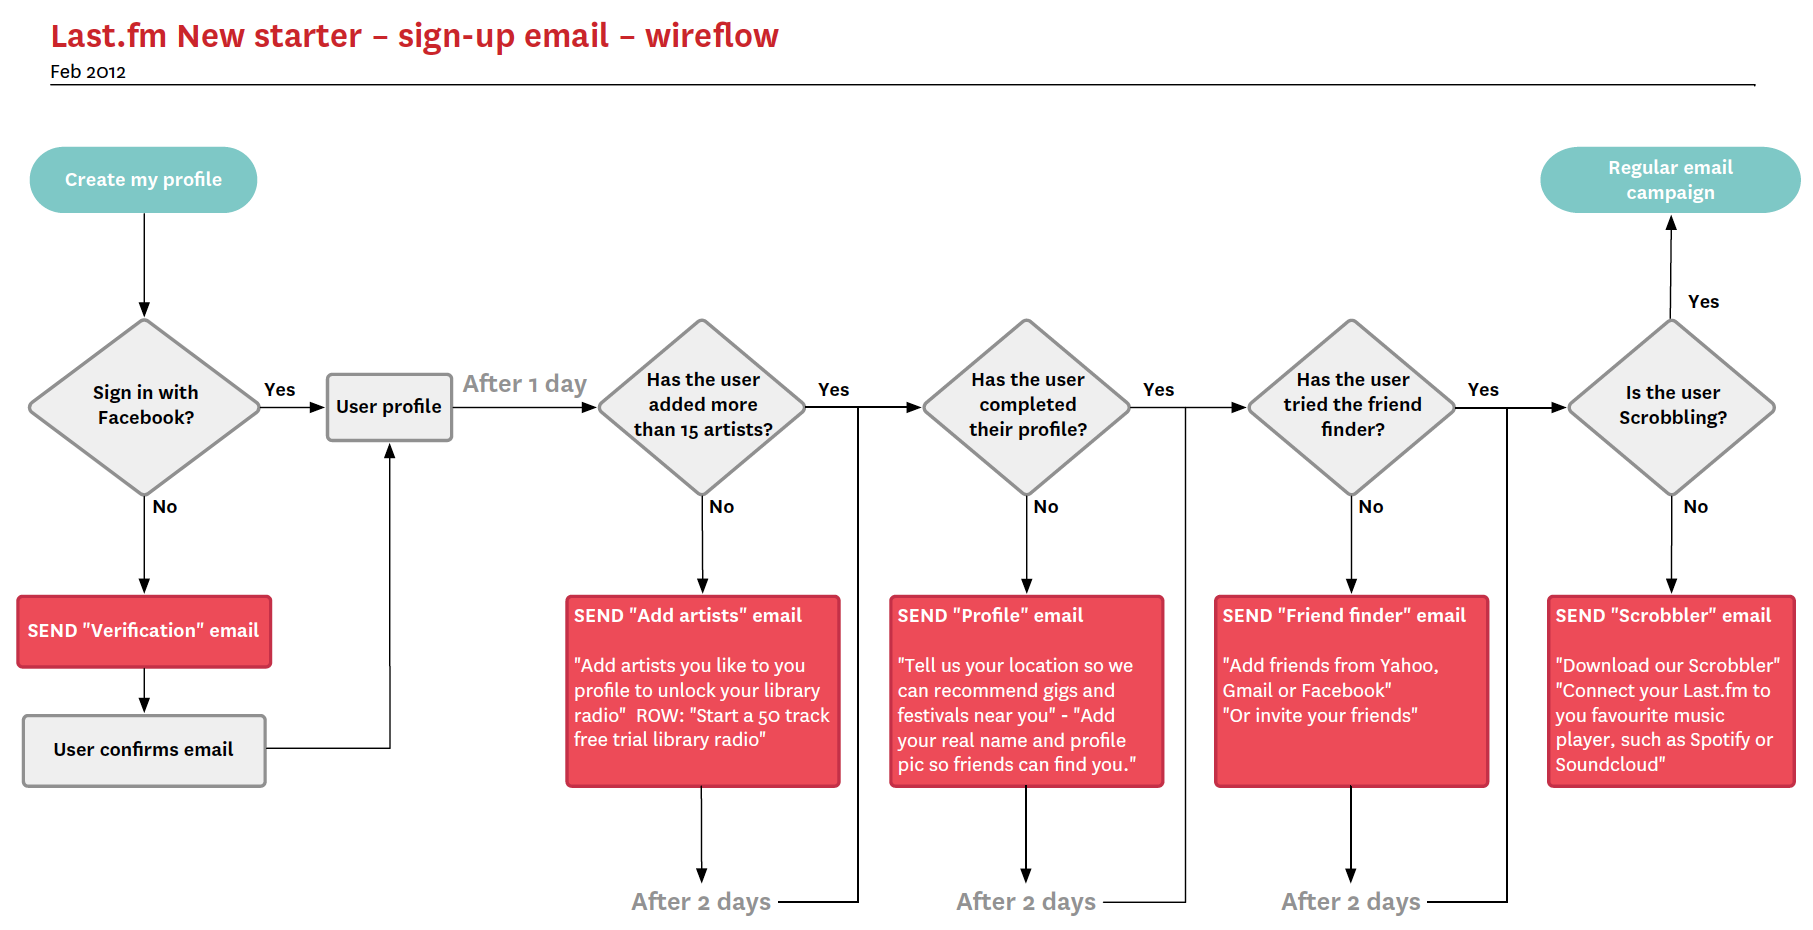 Last.fm New starter – sign-up email – wireflow
Feb 2012
Create my profile
Regular email
campaign
Yes
Sign in with
Facebook?
Yes
User profile
After 1 day
Has the user
added more
than 15 artists?
Yes
Has the user
completed
their profile?
Yes
Has the user
tried the friend
finder?
Yes
Is the user
Scrobbling?
No
No
No
No
No
SEND "Verification" email
User confirms email
SEND "Add artists" email
"Add artists you like to you
profile to unlock your library
radio"  ROW: "Start a 50 track
free trial library radio"
SEND "Profile" email
"Tell us your location so we
can recommend gigs and
festivals near you" - "Add
your real name and profile
pic so friends can find you."
SEND "Friend finder" email
"Add friends from Yahoo,
Gmail or Facebook"
"Or invite your friends"
SEND "Scrobbler" email
"Download our Scrobbler"
"Connect your Last.fm to
you favourite music
player, such as Spotify or
Soundcloud"
After 2 days
After 2 days
After 2 days